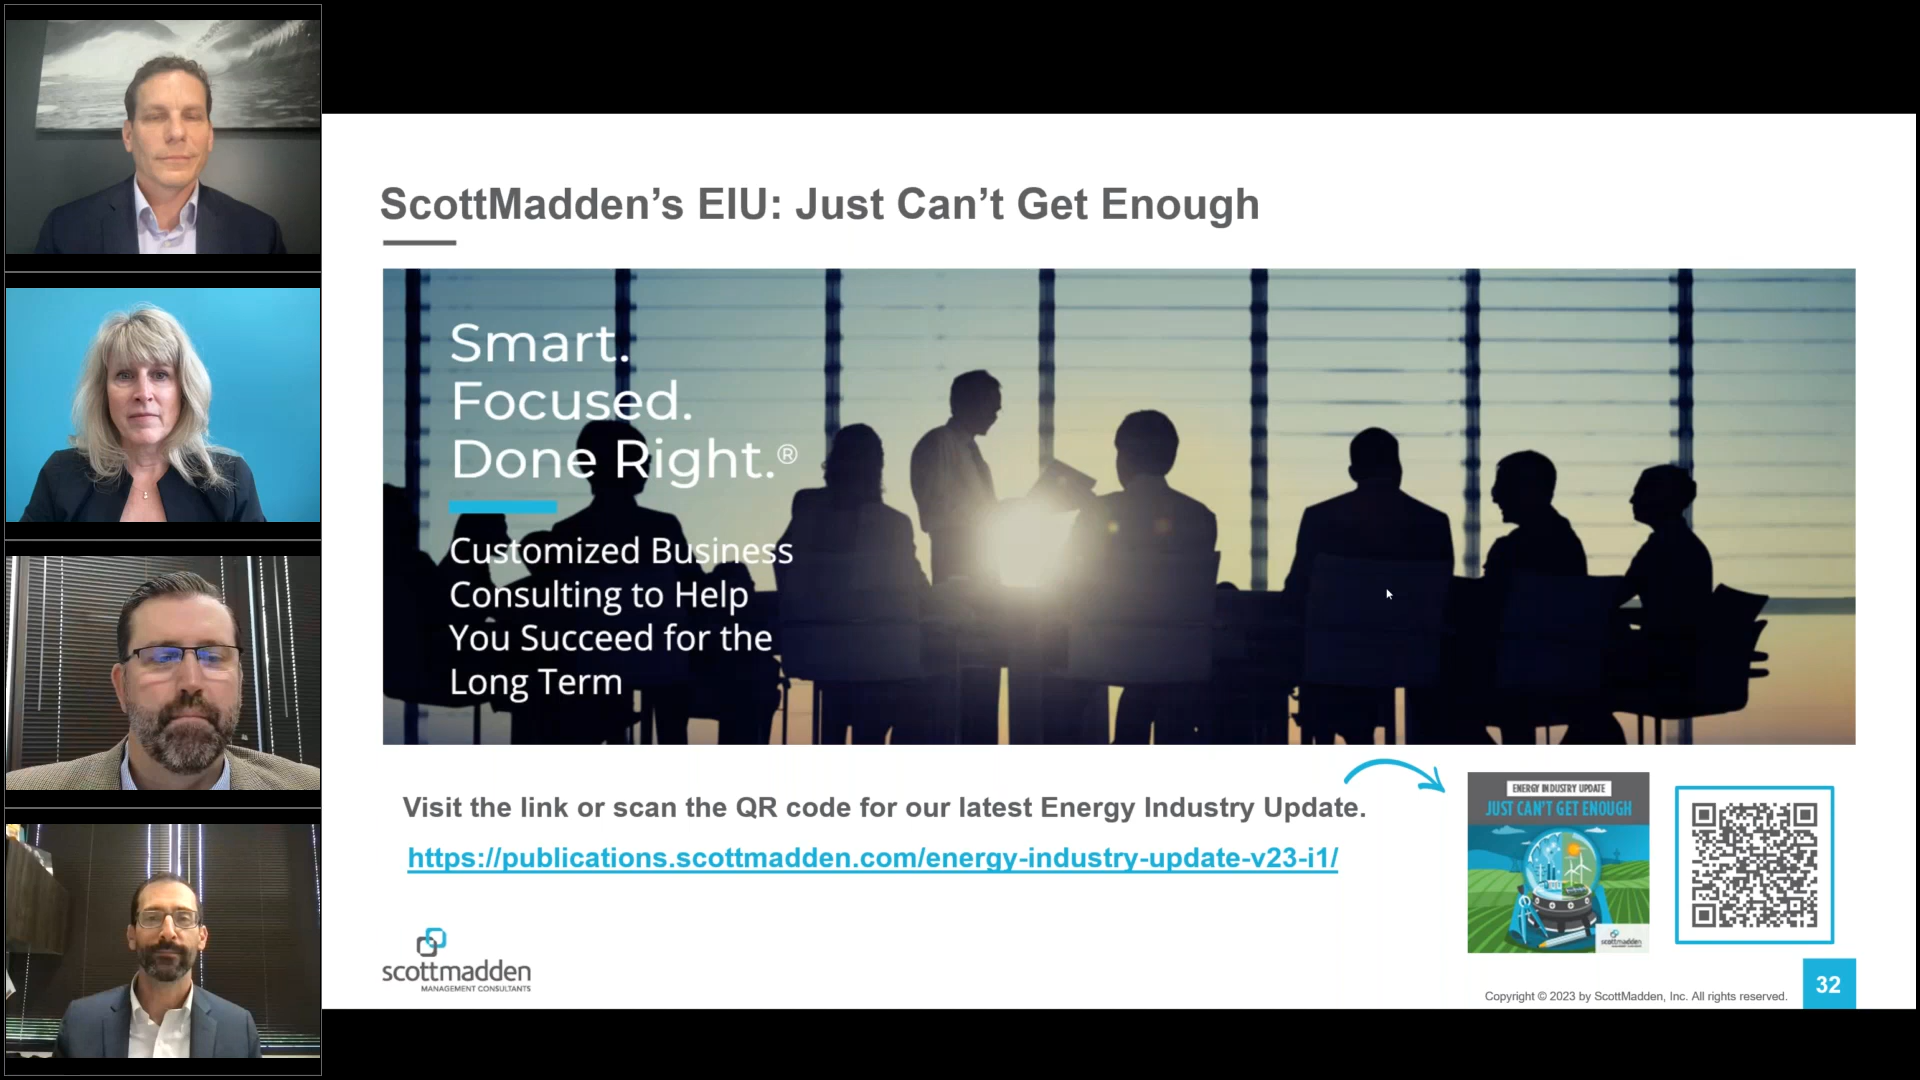 ScottMadden’s EIU: Just Can’t Get Enough
Smart.
Focused.
Done Right.®
Customized Business
Consulting to Help
You Succeed for the
Long Term
Visit the link or scan the QR code for our latest Energy Industry Update.
https://publications.scottmadden.com/energy-industry-update-v23-i1/
ENERGY INDUSTRY UPDATE
JUST CAN'T GET ENOUGH
scottmadden
scottmadden
MANAGEMENT CONSULTANTS
Copyright © 2023 by ScottMadden, Inc. All rights reserved.
32